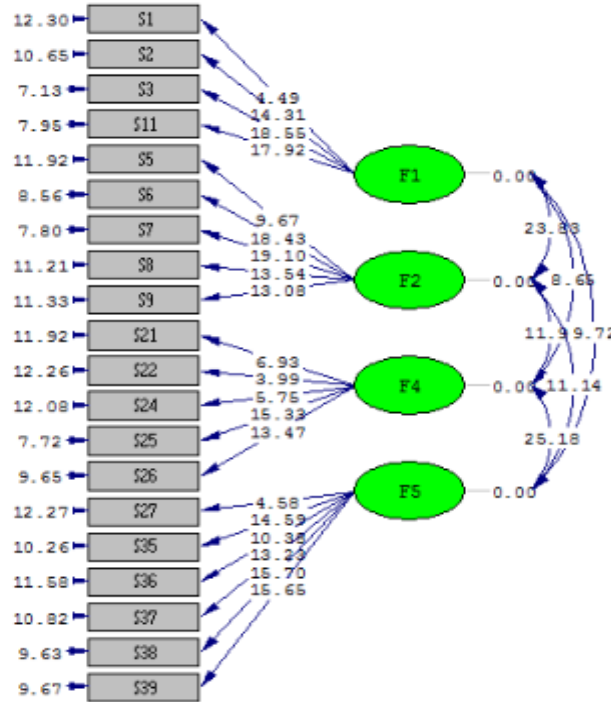 12.30 S1
10.65 S2
7.13 S3
7.95 S11
11.92 S5
8.56 S6
7.80 S7
11.21 S8
11.33 S9
11.92 S21
12.26 S22
12.08 S24
7.72 S25
9.65 S26
12.27 S27
10.26 S35
11.58 S36
10.82 S37
9.63 S38
9.67 S39
4.49
14.31
18.55
17.92
9.67
18.43
19.10
13.54
13.08
6.93
3.99
5.75
15.33
13.47
4.58
14.59
10.38
13.23
15.70
15.65
F1 0.00
F2 0.00
F4 0.00
F5 0.00
23.83
8.65
11.9 9.72
11.14
25.18